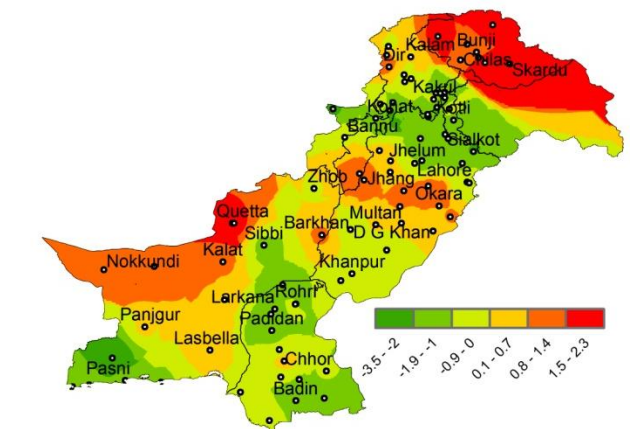 Kalam Bunji
Dir Chilas
Skardu
Kakul
Kohat Kotli
Bannu
Sialkot
Jhelum
Lahore
Zhob Jhang
Okara
Quetta Multan
Barkhan
Sibbi D G Khan
Kalat
Nokkundi Khanpur
Larkana Rohri
Panjgur Padidan
Lasbella
Chhor
Pasni
Badin
-3.5 - -2
-1.9 - -1
-0.9 - 0
0.1 - 0.7
0.8 - 1.4
1.5 - 2.3